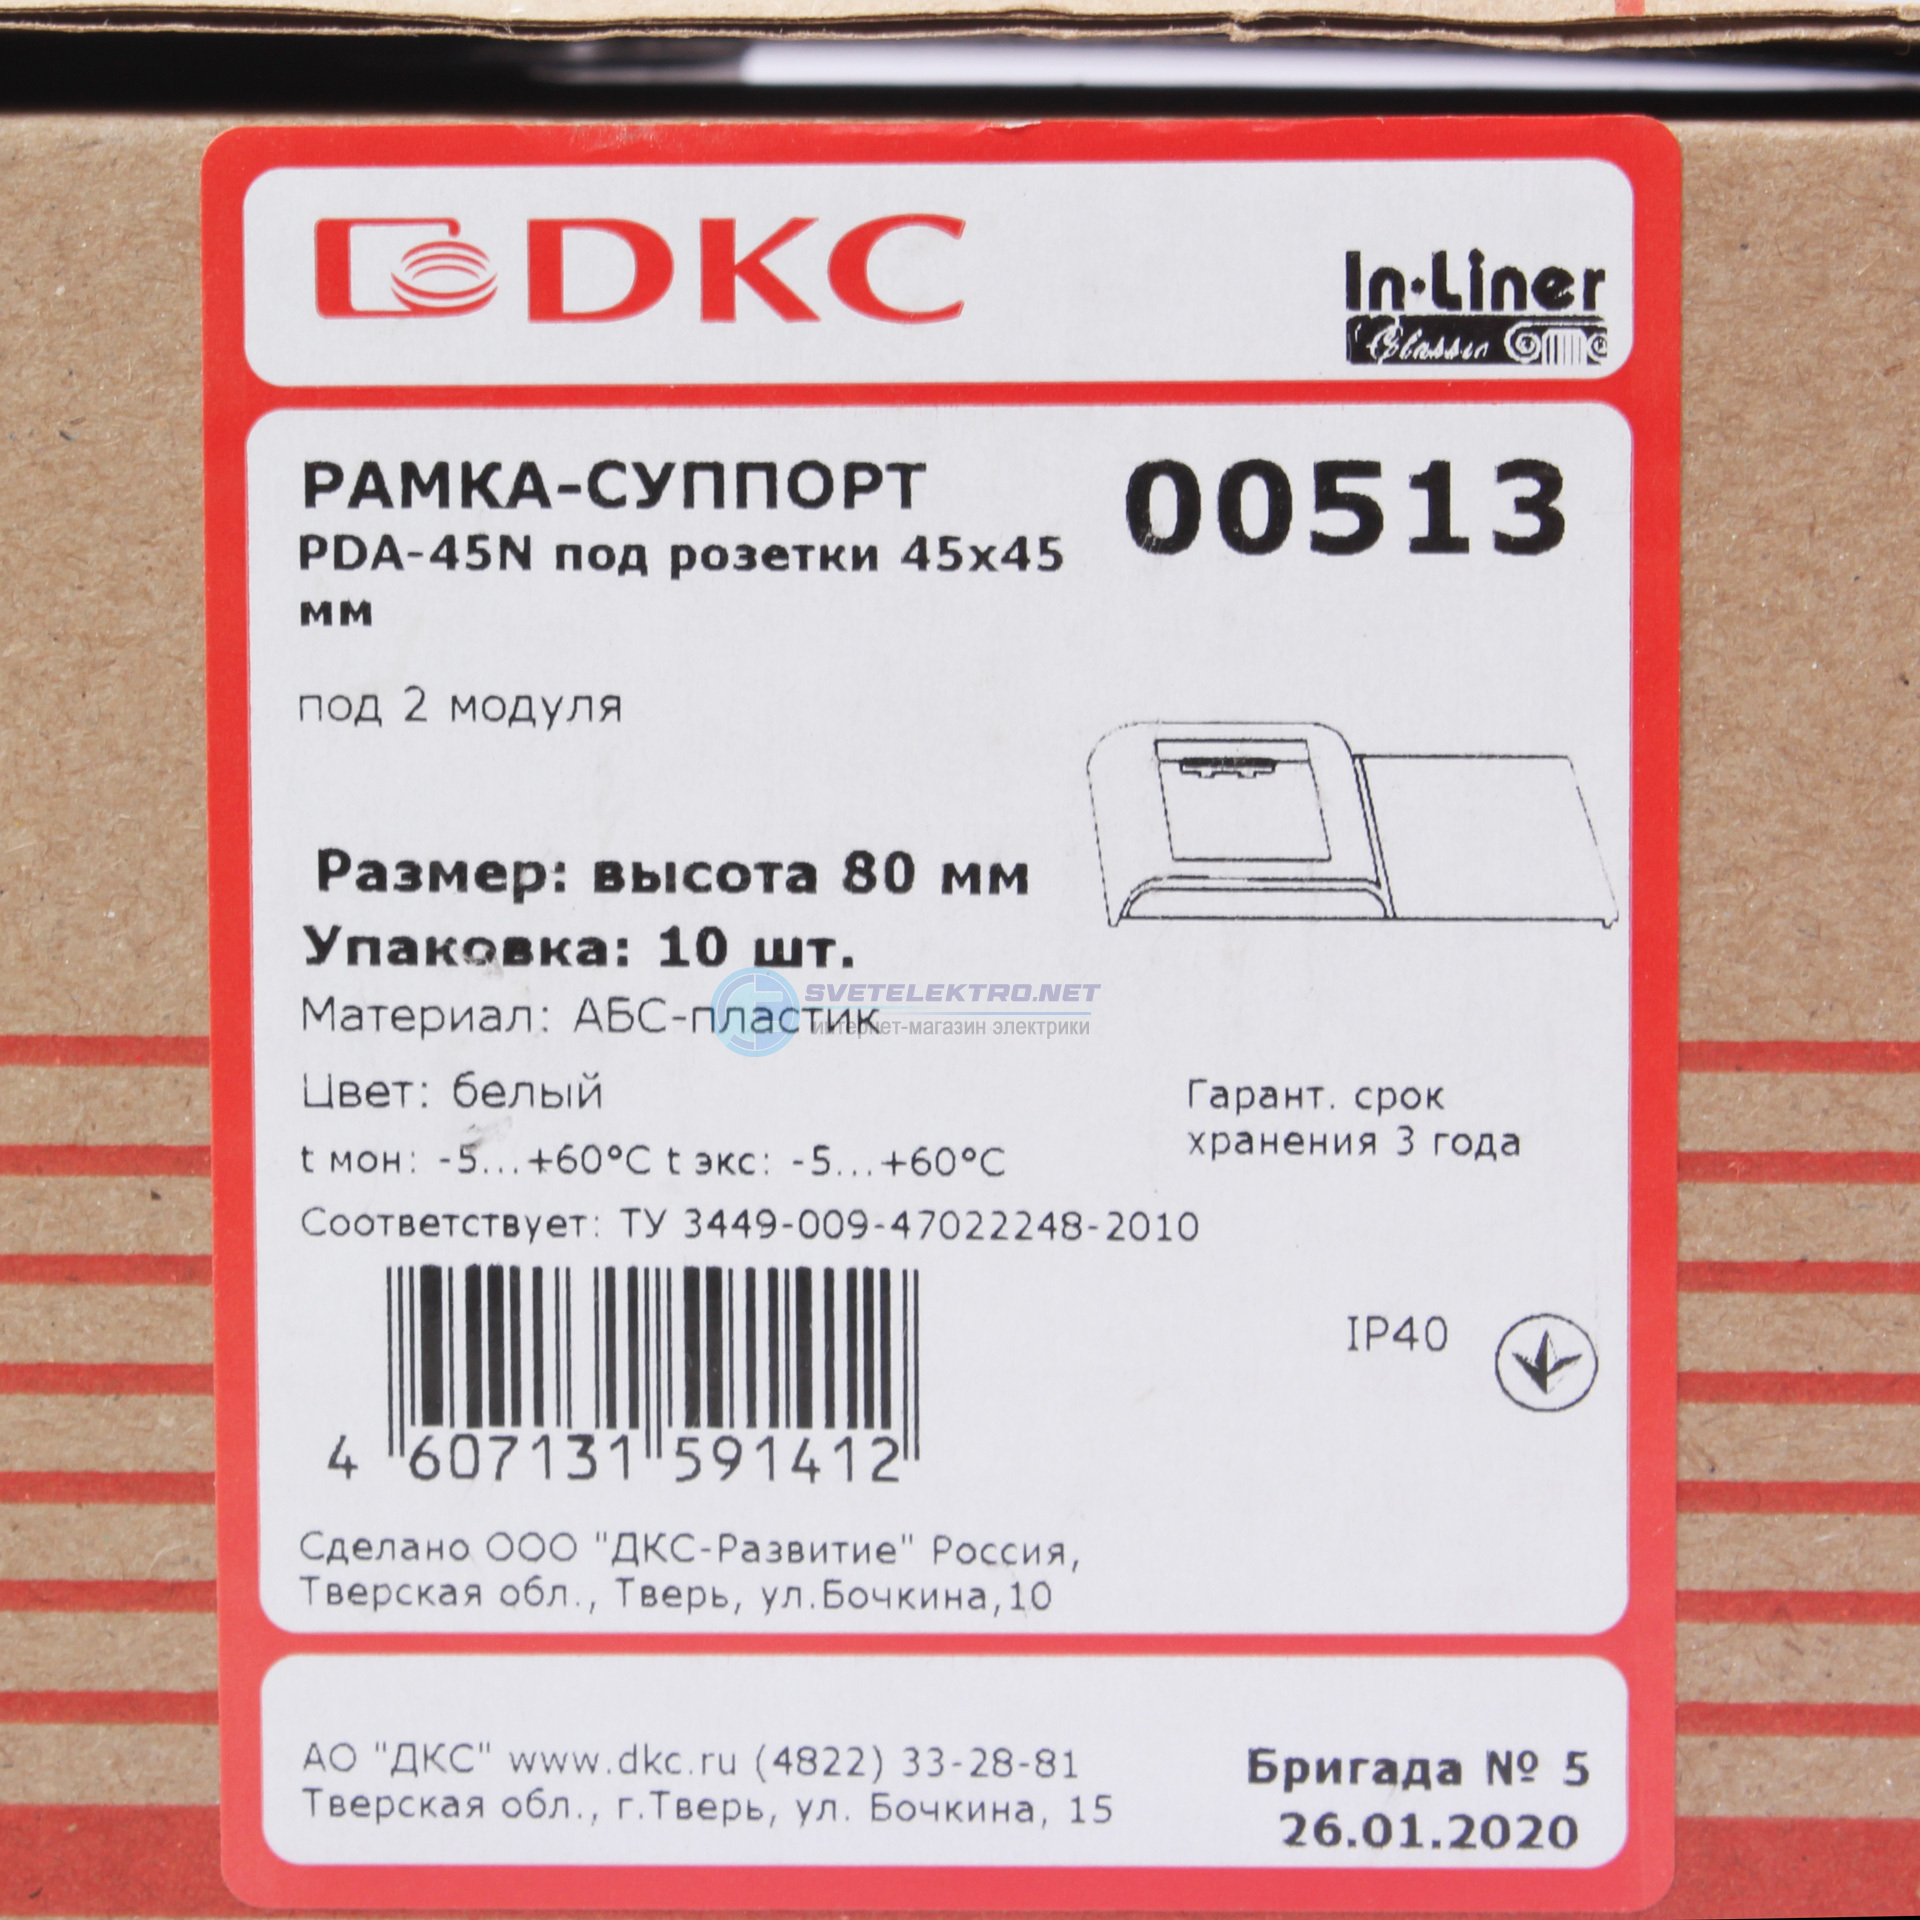 DKC
In-Liner
Classic
РАМКА-СУППОРТ
00513
PDA-45N под розетки 45x45
мм
под 2 модуля
Размер: высота 80 мм
Упаковка: 10 шт.
Материал: АБС-пластик
SVETELEKTRO.NET
интернет-магазин электрики
Цвет: белый
Гарант. срок
хранения 3 года
t мон: -5...+60°C t экс: -5...+60°C
Соответствует: ТУ 3449-009-47022248-2010
IP40
4 607131 591412
Сделано ООО "ДКС-Развитие" Россия,
Тверская обл., Тверь, ул.Бочкина,10
АО "ДКС" www.dkc.ru (4822) 33-28-81
Тверская обл., г.Тверь, ул. Бочкина, 15
Бригада № 5
26.01.2020